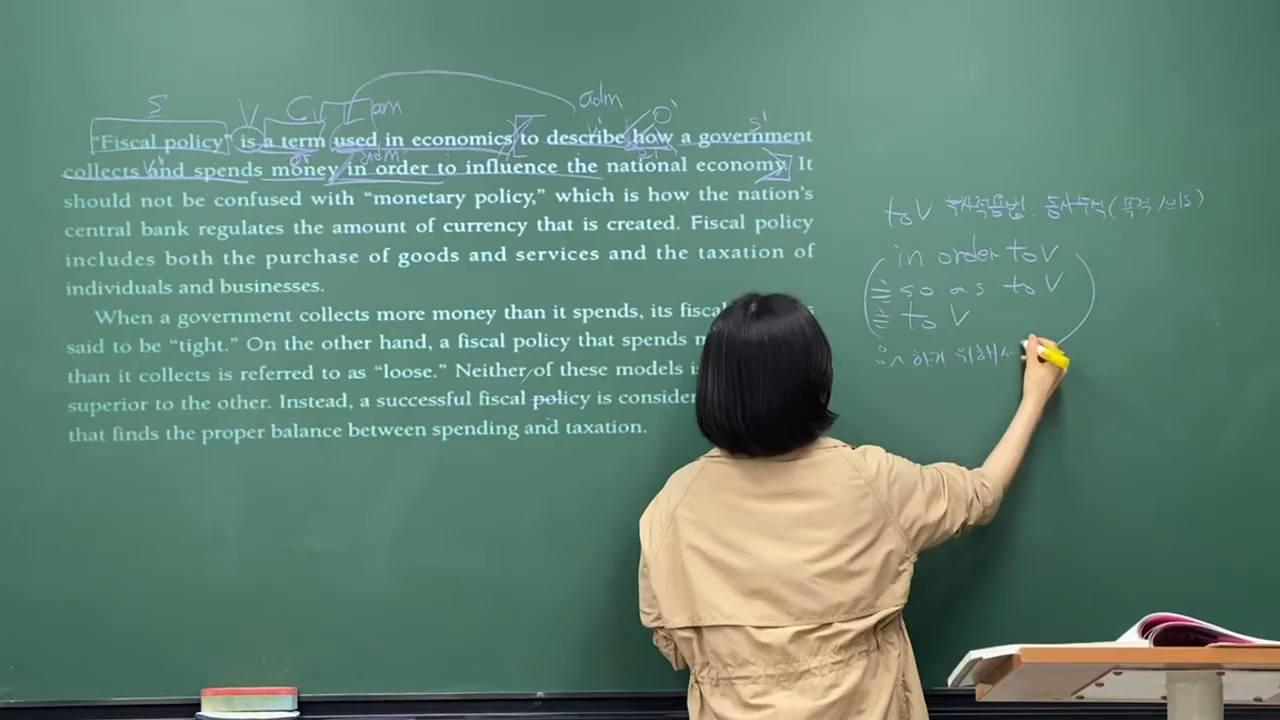 S V C am adm O' S'
"Fiscal policy" is a term used in economics to describe how a government
collects and spends money in order to influence the national economy. It
should not be confused with "monetary policy," which is how the nation's
central bank regulates the amount of currency that is created. Fiscal policy
includes both the purchase of goods and services and the taxation of
individuals and businesses.
When a government collects more money than it spends, its fiscal
said to be "tight." On the other hand, a fiscal policy that spends
than it collects is referred to as "loose." Neither of these models
superior to the other. Instead, a successful fiscal policy is consider
that finds the proper balance between spending and taxation.
to V 부사적용법. 동사수식(목적
in order to V
= so as to V
= to V
: ~하기 위해서